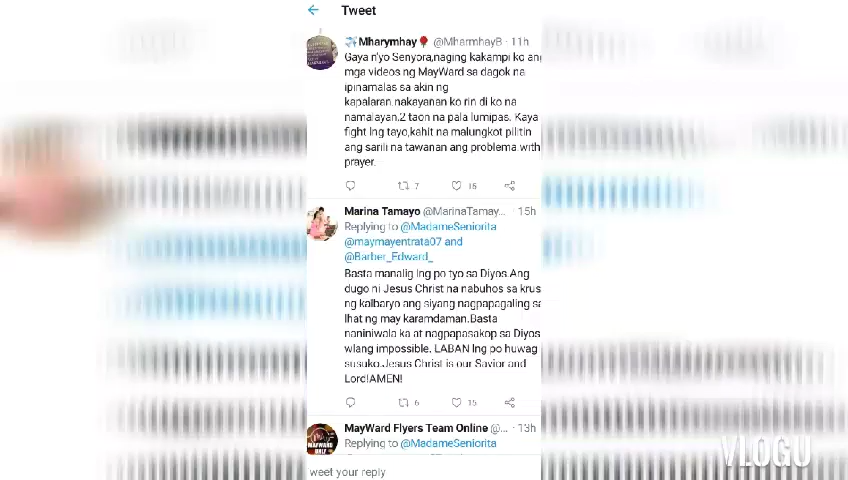 Tweet
Mharymhay @MharmhayB · 11h
Gaya n'yo Senyora,naging kakampi ko ang
mga videos ng MayWard sa dagok na
ipinamalas sa akin ng
kapalaran.nakayanan ko rin di ko na
namalayan,2 taon na pala lumipas. Kaya
fight lng tayo,kahit na malungkot pilitin
ang sarili na tawanan ang problema.with
prayer.
7 15
Marina Tamayo @MarinaTamay... · 15h
Replying to @MadameSeniorita
@maymayentrata07 and
@Barber_Edward_
Basta manalig lng po tyo sa Diyos.Ang
dugo ni Jesus Christ na nabuhos sa krus
ng kalbaryo ang siyang nagpapagaling sa
lhat ng may karamdaman.Basta
naniniwala ka at nagpapasakop sa Diyos
wlang impossible. LABAN lng po huwag
susuko.Jesus Christ is our Savior and
Lord!AMEN!
6 15
MayWard Flyers Team Online @... · 13h
Replying to @MadameSeniorita
weet your reply
VLOGU